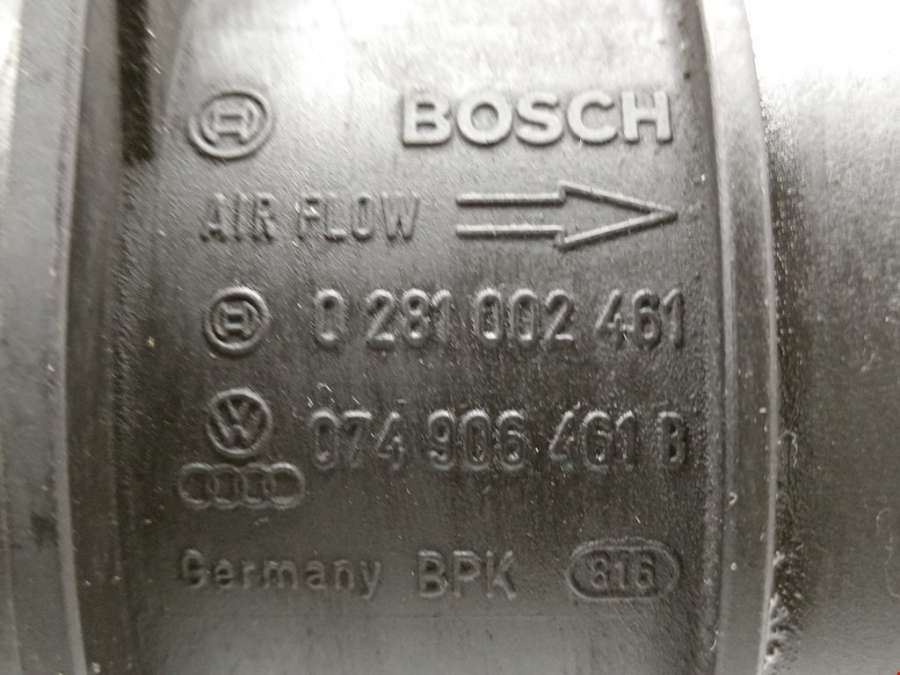 BOSCH
AIR FLOW
0 281 002 461
074 906 461 B
Germany BPK 816